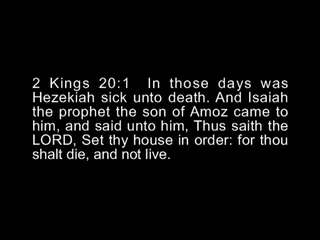 2 Kings 20:1 In those days was
Hezekiah sick unto death. And Isaiah
the prophet the son of Amoz came to
him, and said unto him, Thus saith the
LORD, Set thy house in order: for thou
shalt die, and not live.